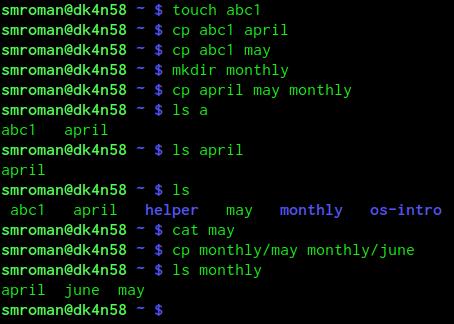 smroman@dk4n58 ~ $ touch abc1
smroman@dk4n58 ~ $ cp abc1 april
smroman@dk4n58 ~ $ cp abc1 may
smroman@dk4n58 ~ $ mkdir monthly
smroman@dk4n58 ~ $ cp april may monthly
smroman@dk4n58 ~ $ ls a
abc1   april
smroman@dk4n58 ~ $ ls april
april
smroman@dk4n58 ~ $ ls
 abc1   april   helper   may   monthly   os-intro
smroman@dk4n58 ~ $ cat may
smroman@dk4n58 ~ $ cp monthly/may monthly/june
smroman@dk4n58 ~ $ ls monthly
april  june  may
smroman@dk4n58 ~ $